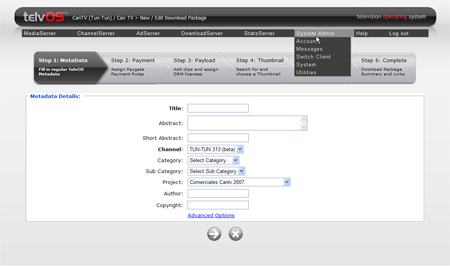 telvOS
CanTV (Tun-Tun) / Can TV > New / Edit Download Package
television operating system
MediaServer ChannelServer AdServer DownloadServer StatsServer System Admin Help Log out
Account
Messages
Switch Client
System
Utilities
Step 1: MetaData
Fill in regular telvOS Metadata
Step 2: Payment
Assign Paygate Payment Rules
Step 3: Payload
Add clips and assign DRM licenses
Step 4: Thumbnail
Search for and choose a Thumbnail
Step 6: Complete
Download Package Summary and Links
Metadata Details:
Title:
Abstract:
Short Abstract:
Channel: TUN-TUN 313 (beta)
Category: Select Category
Sub Category: Select Sub Category
Project: Comerciales Cantv 2007
Author:
Copyright:
Advanced Options